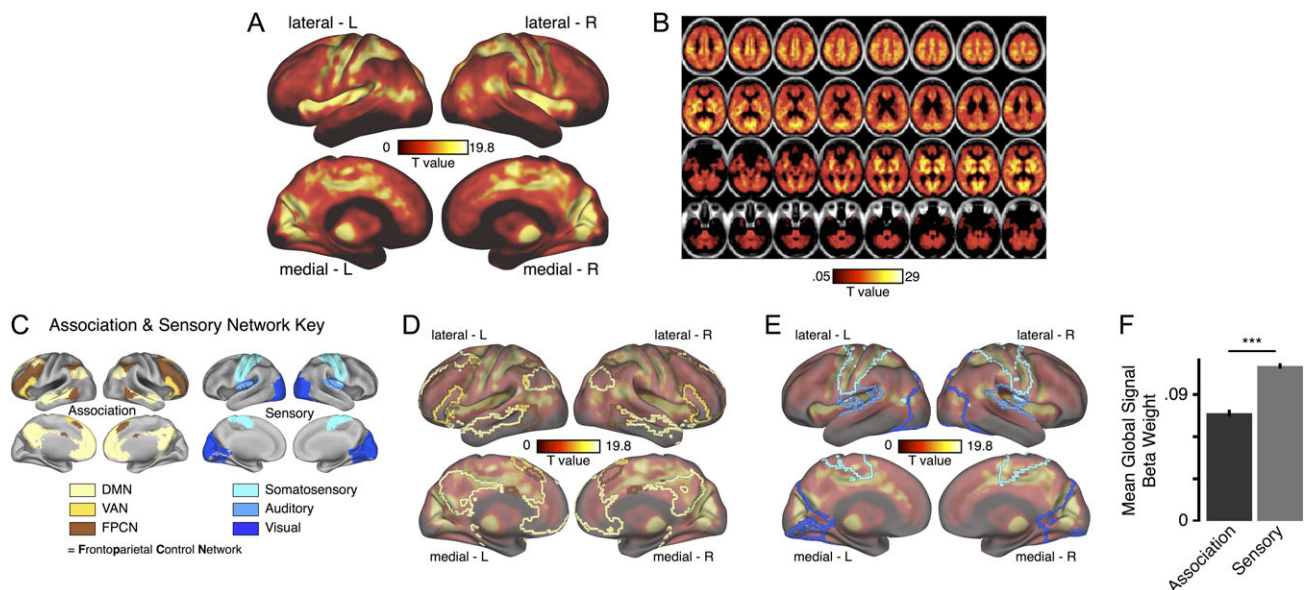 A
lateral - L
lateral - R
0
19.8
T value
medial - L
medial - R
B
.05
29
T value
C
Association & Sensory Network Key
Association
Sensory
DMN
VAN
FPCN
Somatosensory
Auditory
Visual
= Frontoparietal Control Network
D
lateral - L
lateral - R
0
19.8
T value
medial - L
medial - R
E
lateral - L
lateral - R
0
19.8
T value
medial - L
medial - R
F
***
Mean Global Signal
Beta Weight
.09
0
Association
Sensory